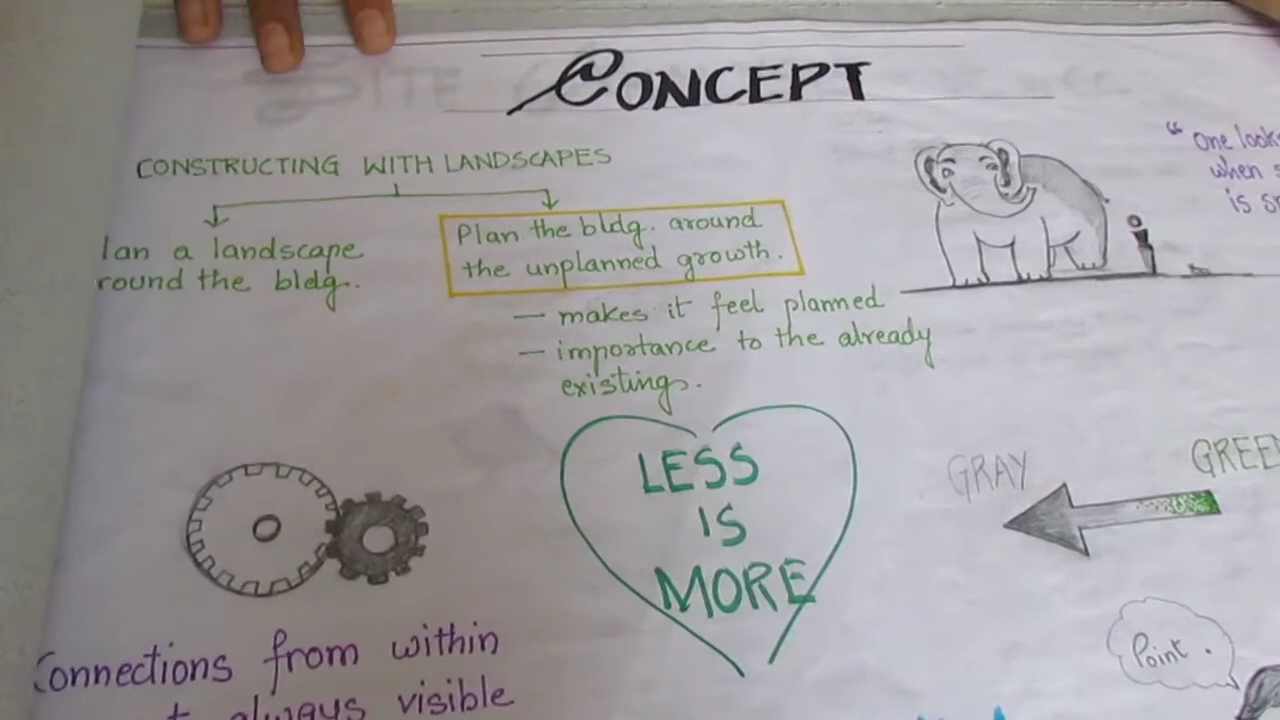 CONCEPT
CONSTRUCTING WITH LANDSCAPES
lan a landscape
round the bldg.
Plan the bldg. around
the unplanned growth.
— makes it feel planned
— importance to the already
existing.
“ One look
when s
is s
LESS
IS
MORE
GRAY
GREE
Connections from within
always visible
Point .